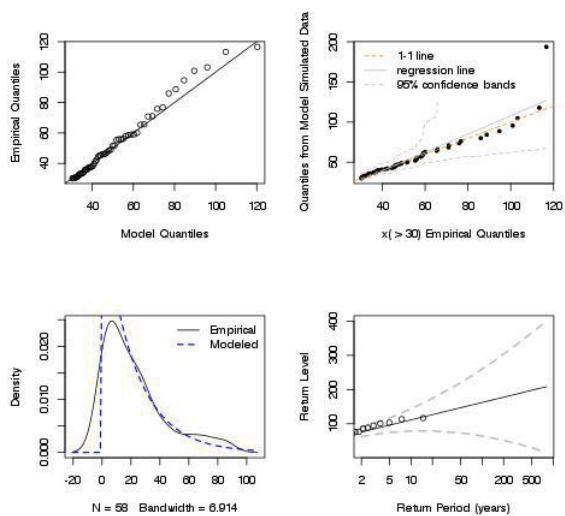 120
100
80
60
40
Empirical Quantiles
40 60 80 100 120
Model Quantiles
200
150
100
50
Quantiles from Model Simulated Data
1-1 line
regression line
95% confidence bands
40 60 80 100 120
x( > 30) Empirical Quantiles
0.020
0.010
0.000
Density
Empirical
Modeled
-20 0 20 40 60 80 100
N = 58 Bandwidth = 6.914
400
300
200
100
Return Level
2 5 10 50 200 500
Return Period (years)